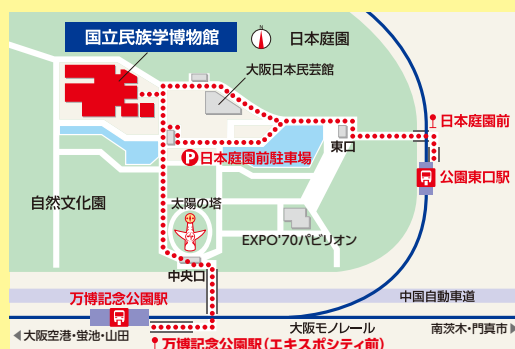 国立民族学博物館
N
日本庭園
大阪日本民芸館
日本庭園前
東口
P日本庭園前駐車場
公園東口駅
自然文化園
太陽の塔
EXPO'70パビリオン
中央口
万博記念公園駅
中国自動車道
大阪空港・蛍池・山田
大阪モノレール
南茨木・門真市
万博記念公園駅(エキスポシティ前)